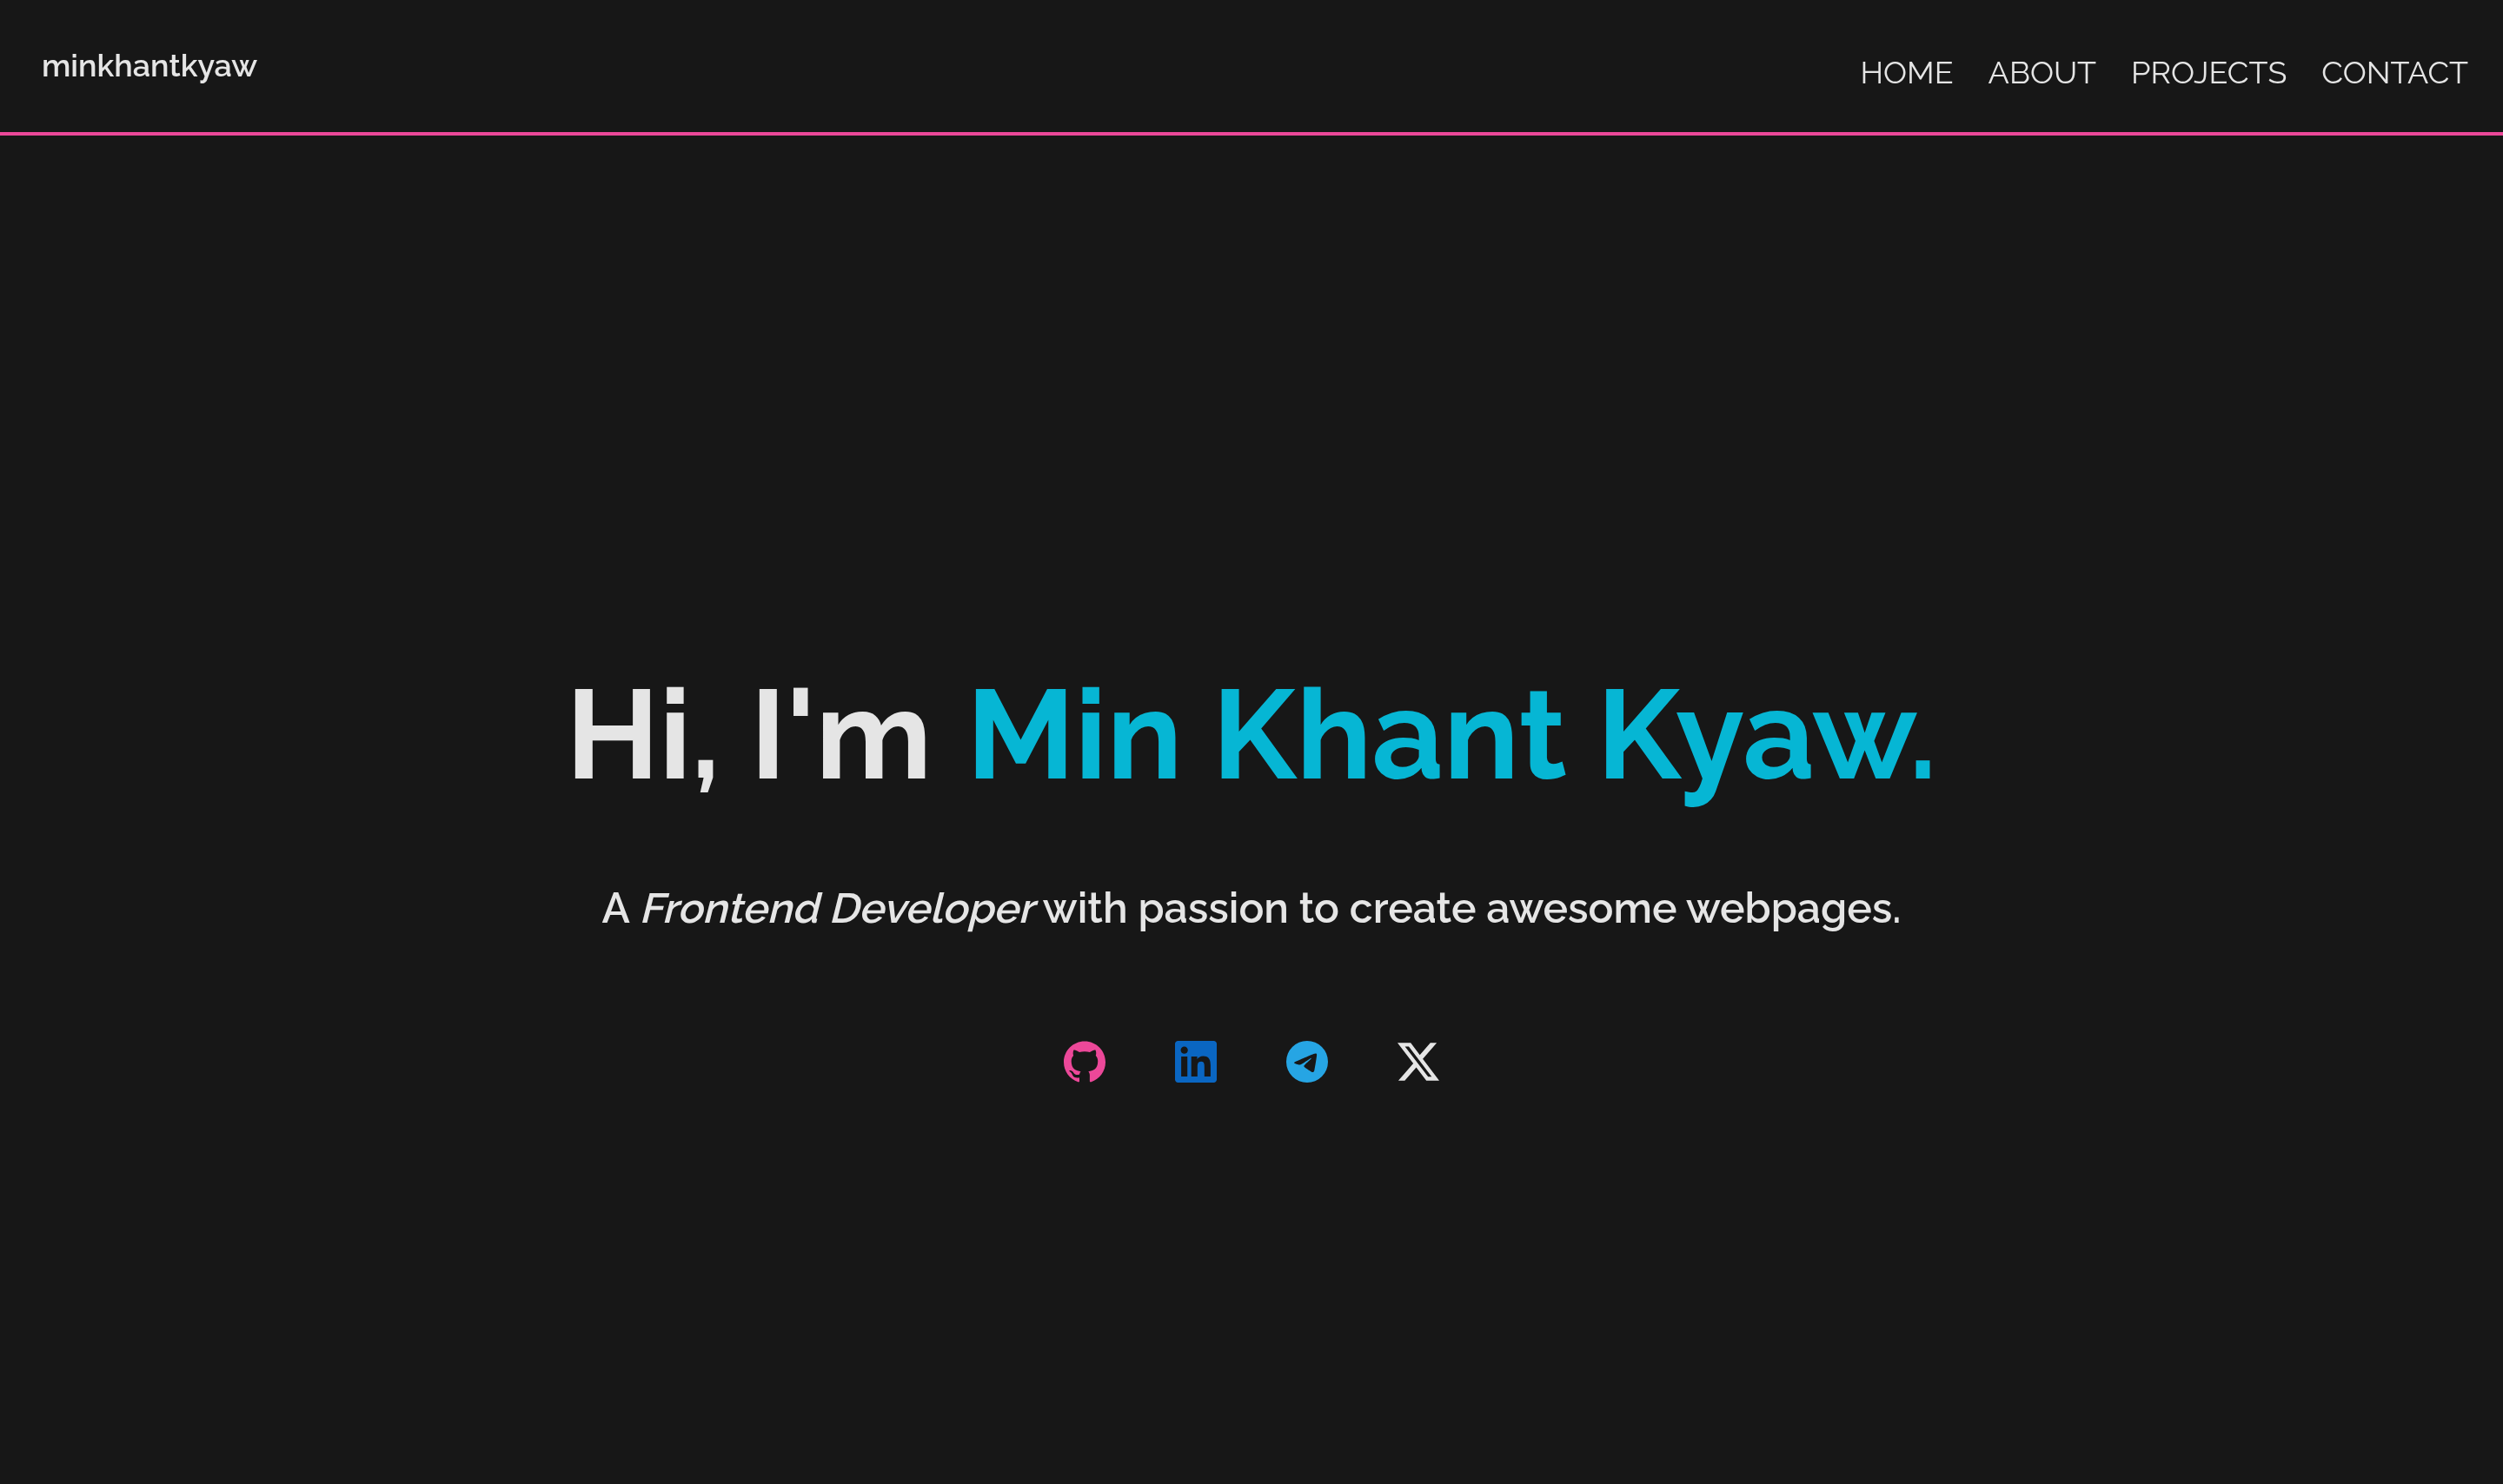 minkhantkyaw
HOME ABOUT PROJECTS CONTACT
Hi, I'm Min Khant Kyaw.
A Frontend Developer with passion to create awesome webpages.